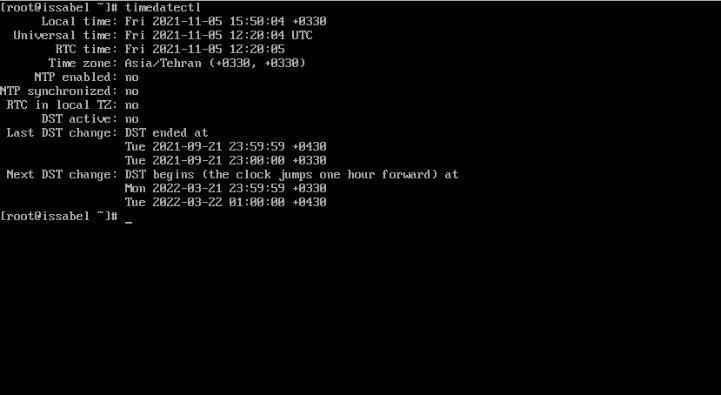 [root@issabel ~]# timedatectl
Local time: Fri 2021-11-05 15:50:04 +0330
Universal time: Fri 2021-11-05 12:20:04 UTC
RTC time: Fri 2021-11-05 12:20:05
Time zone: Asia/Tehran (+0330, +0330)
NTP enabled: no
NTP synchronized: no
RTC in local TZ: no
DST active: no
Last DST change: DST ended at
Tue 2021-09-21 23:59:59 +0430
Tue 2021-09-21 23:00:00 +0330
Next DST change: DST begins (the clock jumps one hour forward) at
Mon 2022-03-21 23:59:59 +0330
Tue 2022-03-22 01:00:00 +0430
[root@issabel ~]# _